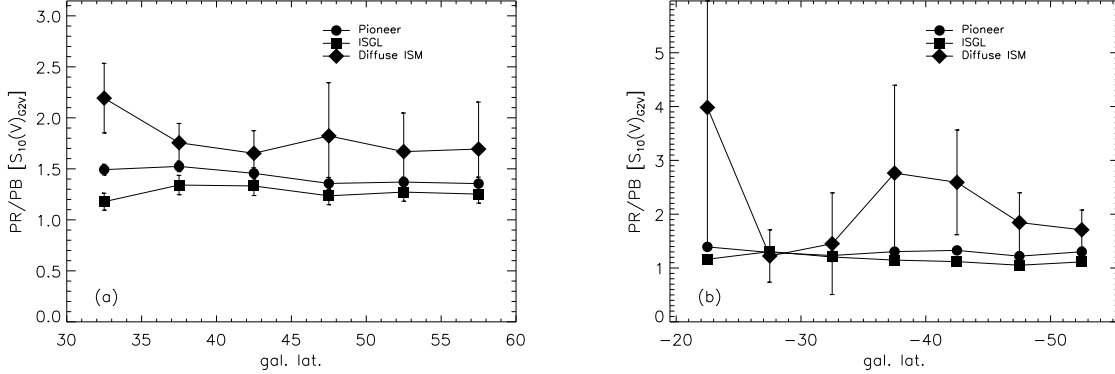 3.0
2.5
2.0
1.5
1.0
0.5
0.0
PR/PB [S10(V)G2V]
Pioneer
ISGL
Diffuse ISM
(a)
30 35 40 45 50 55 60
gal. lat.
5
4
3
2
1
0
PR/PB [S10(V)G2V]
Pioneer
ISGL
Diffuse ISM
(b)
−20 −30 −40 −50
gal. lat.